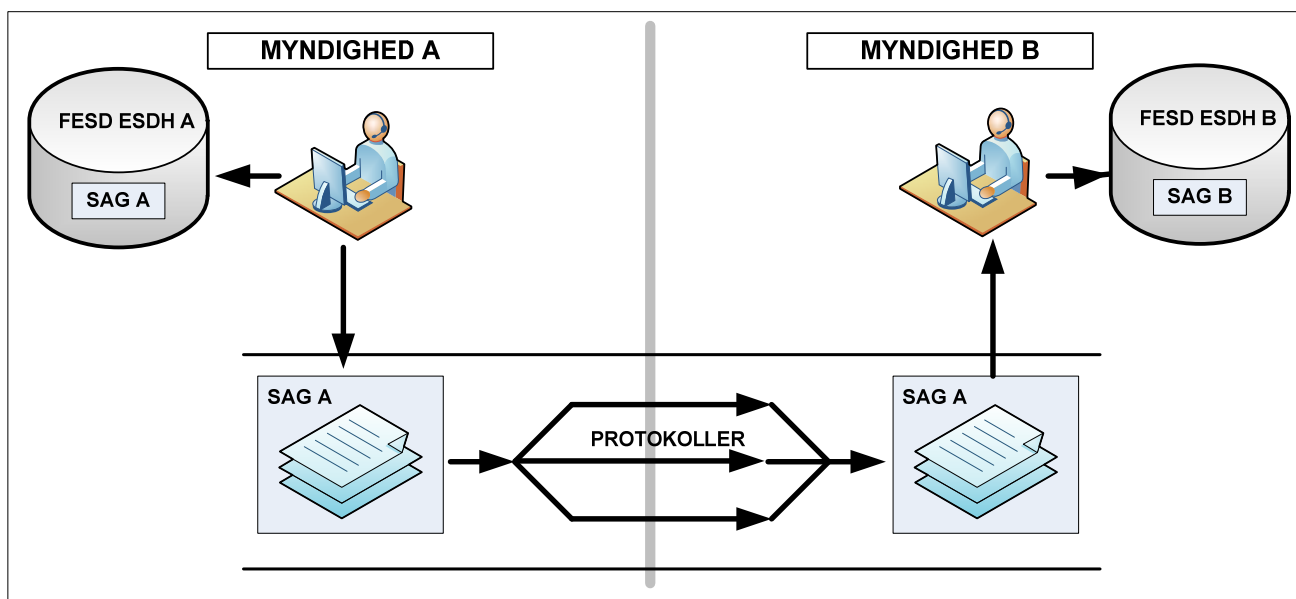 MYNDIGHED A
MYNDIGHED B
FESD ESDH A
SAG A
FESD ESDH B
SAG B
SAG A
PROTOKOLLER
SAG A